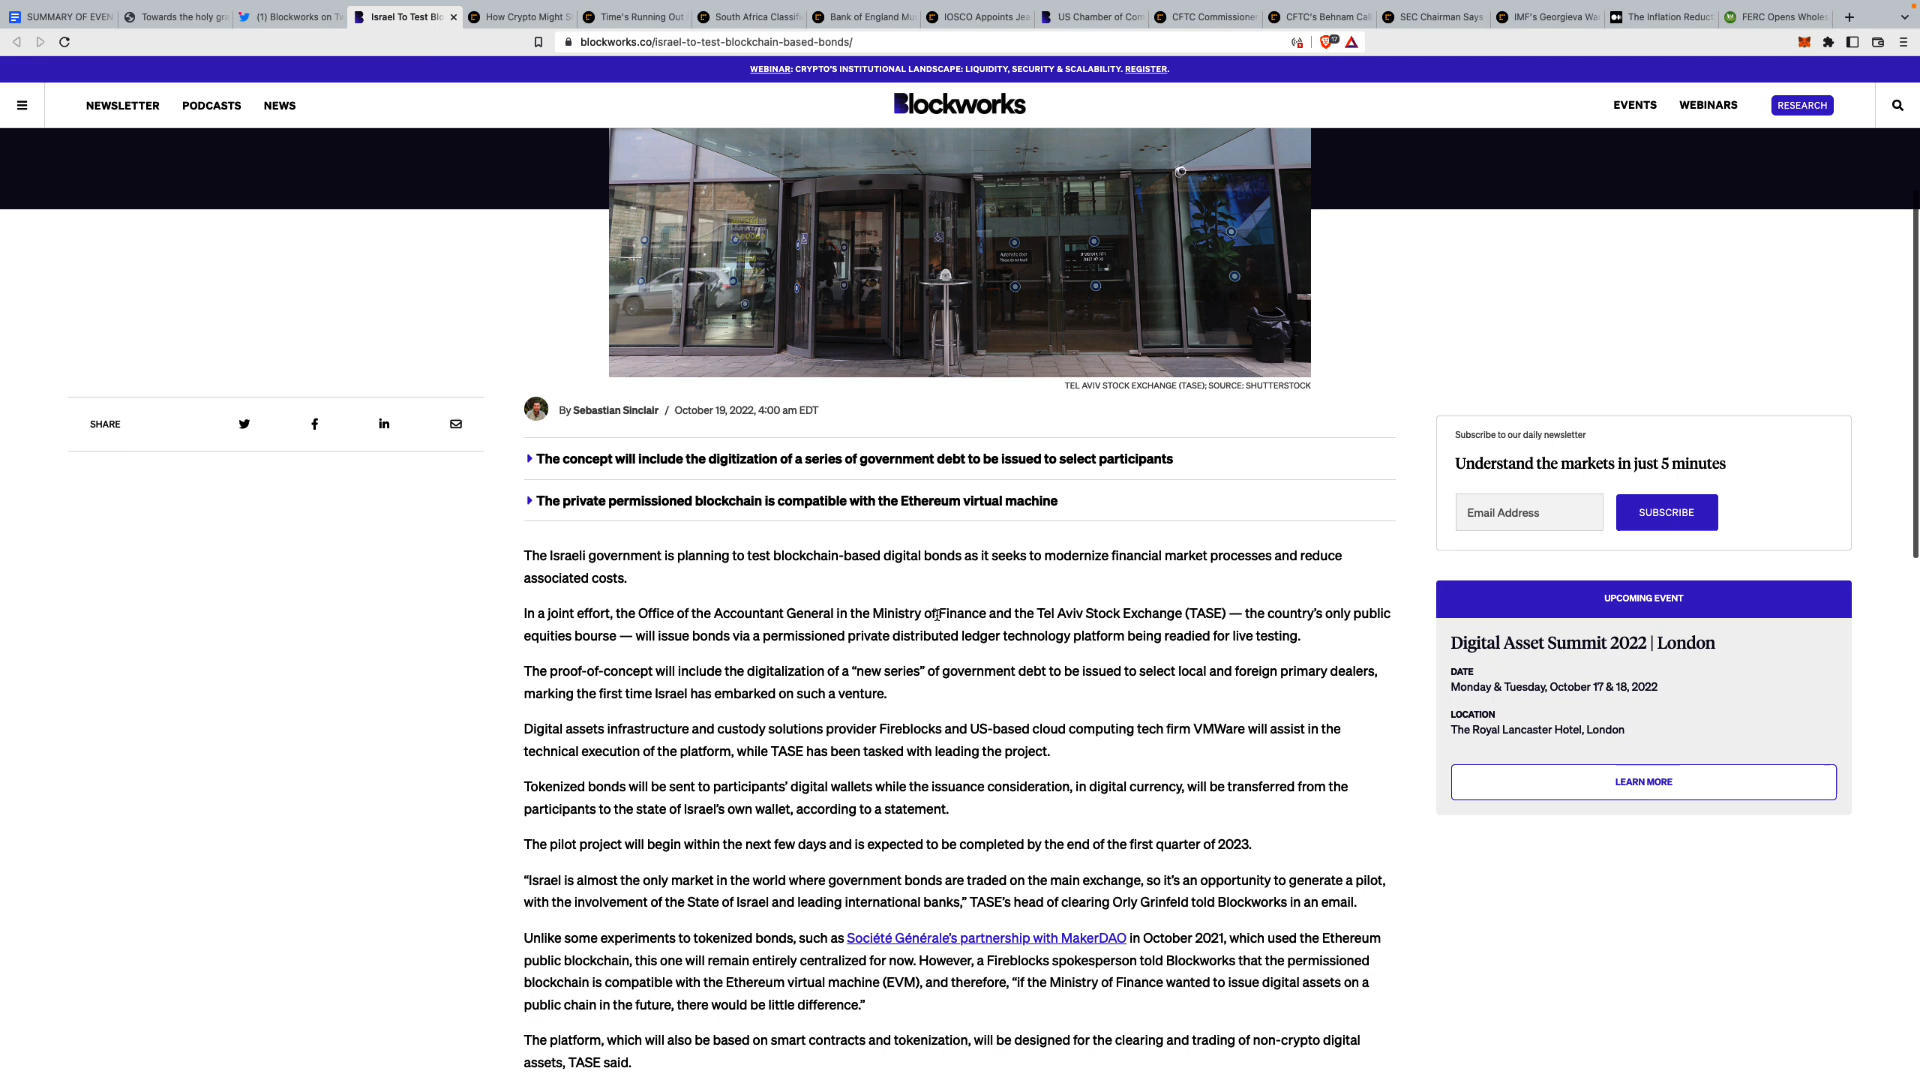 SUMMARY OF EVEN
Towards the holy gr
(1) Blockworks on Tw
Israel To Test Blo
How Crypto Might S
Time's Running Out
South Africa Classifi
Bank of England Mu
IOSCO Appoints Jea
US Chamber of Com
CFTC Commissioner
CFTC's Behnam Cal
SEC Chairman Says
IMF's Georgieva Wa
The Inflation Reduct
FERC Opens Wholes
blockworks.co/israel-to-test-blockchain-based-bonds/
17
WEBINAR: CRYPTO'S INSTITUTIONAL LANDSCAPE: LIQUIDITY, SECURITY & SCALABILITY. REGISTER.
NEWSLETTER PODCASTS NEWS
Blockworks
EVENTS WEBINARS RESEARCH
TEL AVIV STOCK EXCHANGE (TASE); SOURCE: SHUTTERSTOCK
SHARE
By Sebastian Sinclair / October 19, 2022, 4:00 am EDT
The concept will include the digitization of a series of government debt to be issued to select participants
The private permissioned blockchain is compatible with the Ethereum virtual machine
The Israeli government is planning to test blockchain-based digital bonds as it seeks to modernize financial market processes and reduce
associated costs.
In a joint effort, the Office of the Accountant General in the Ministry of Finance and the Tel Aviv Stock Exchange (TASE) — the country's only public
equities bourse — will issue bonds via a permissioned private distributed ledger technology platform being readied for live testing.
The proof-of-concept will include the digitalization of a “new series” of government debt to be issued to select local and foreign primary dealers,
marking the first time Israel has embarked on such a venture.
Digital assets infrastructure and custody solutions provider Fireblocks and US-based cloud computing tech firm VMWare will assist in the
technical execution of the platform, while TASE has been tasked with leading the project.
Tokenized bonds will be sent to participants' digital wallets while the issuance consideration, in digital currency, will be transferred from the
participants to the state of Israel's own wallet, according to a statement.
The pilot project will begin within the next few days and is expected to be completed by the end of the first quarter of 2023.
“Israel is almost the only market in the world where government bonds are traded on the main exchange, so it's an opportunity to generate a pilot,
with the involvement of the State of Israel and leading international banks,” TASE's head of clearing Orly Grinfeld told Blockworks in an email.
Unlike some experiments to tokenized bonds, such as Société Générale's partnership with MakerDAO in October 2021, which used the Ethereum
public blockchain, this one will remain entirely centralized for now. However, a Fireblocks spokesperson told Blockworks that the permissioned
blockchain is compatible with the Ethereum virtual machine (EVM), and therefore, “if the Ministry of Finance wanted to issue digital assets on a
public chain in the future, there would be little difference.”
The platform, which will also be based on smart contracts and tokenization, will be designed for the clearing and trading of non-crypto digital
assets, TASE said.
Subscribe to our daily newsletter
Understand the markets in just 5 minutes
Email Address
SUBSCRIBE
UPCOMING EVENT
Digital Asset Summit 2022 | London
DATE
Monday & Tuesday, October 17 & 18, 2022
LOCATION
The Royal Lancaster Hotel, London
LEARN MORE